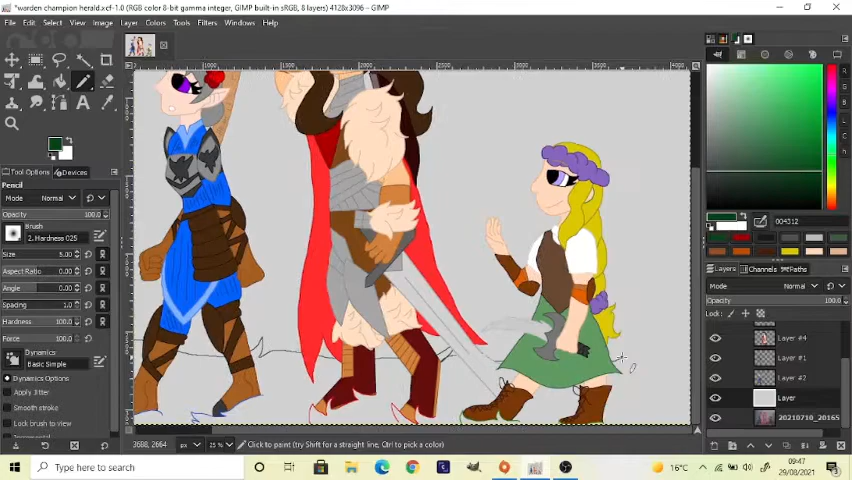 *warden champion herald.xcf-1.0 (RGB color 8-bit gamma integer, GIMP built-in sRGB, 8 layers) 4128x3096 – GIMP
File Edit Select View Image Layer Colors Tools Filters Windows Help
Tool Options Devices
Pencil
Mode Normal
Opacity 100.0
Brush
2. Hardness 025
Size 5.00
Aspect Ratio 0.00
Angle 0.00
Spacing 1.0
Hardness 100.0
Force
Dynamics
Basic Simple
Dynamics Options
Apply Jitter
Smooth stroke
Lock brush to view
1500 2000 2500 3000 3500
3688, 2664 px 25 % Click to paint (try Shift for a straight line, Ctrl to pick a color)
R
G
B
L
C
h
004312
Layers Channels Paths
Mode Normal
Opacity 100.0
Lock:
Layer #4
Layer #1
Layer #2
Layer
20210710_20165
Type here to search
16°C
09:47
29/08/2021